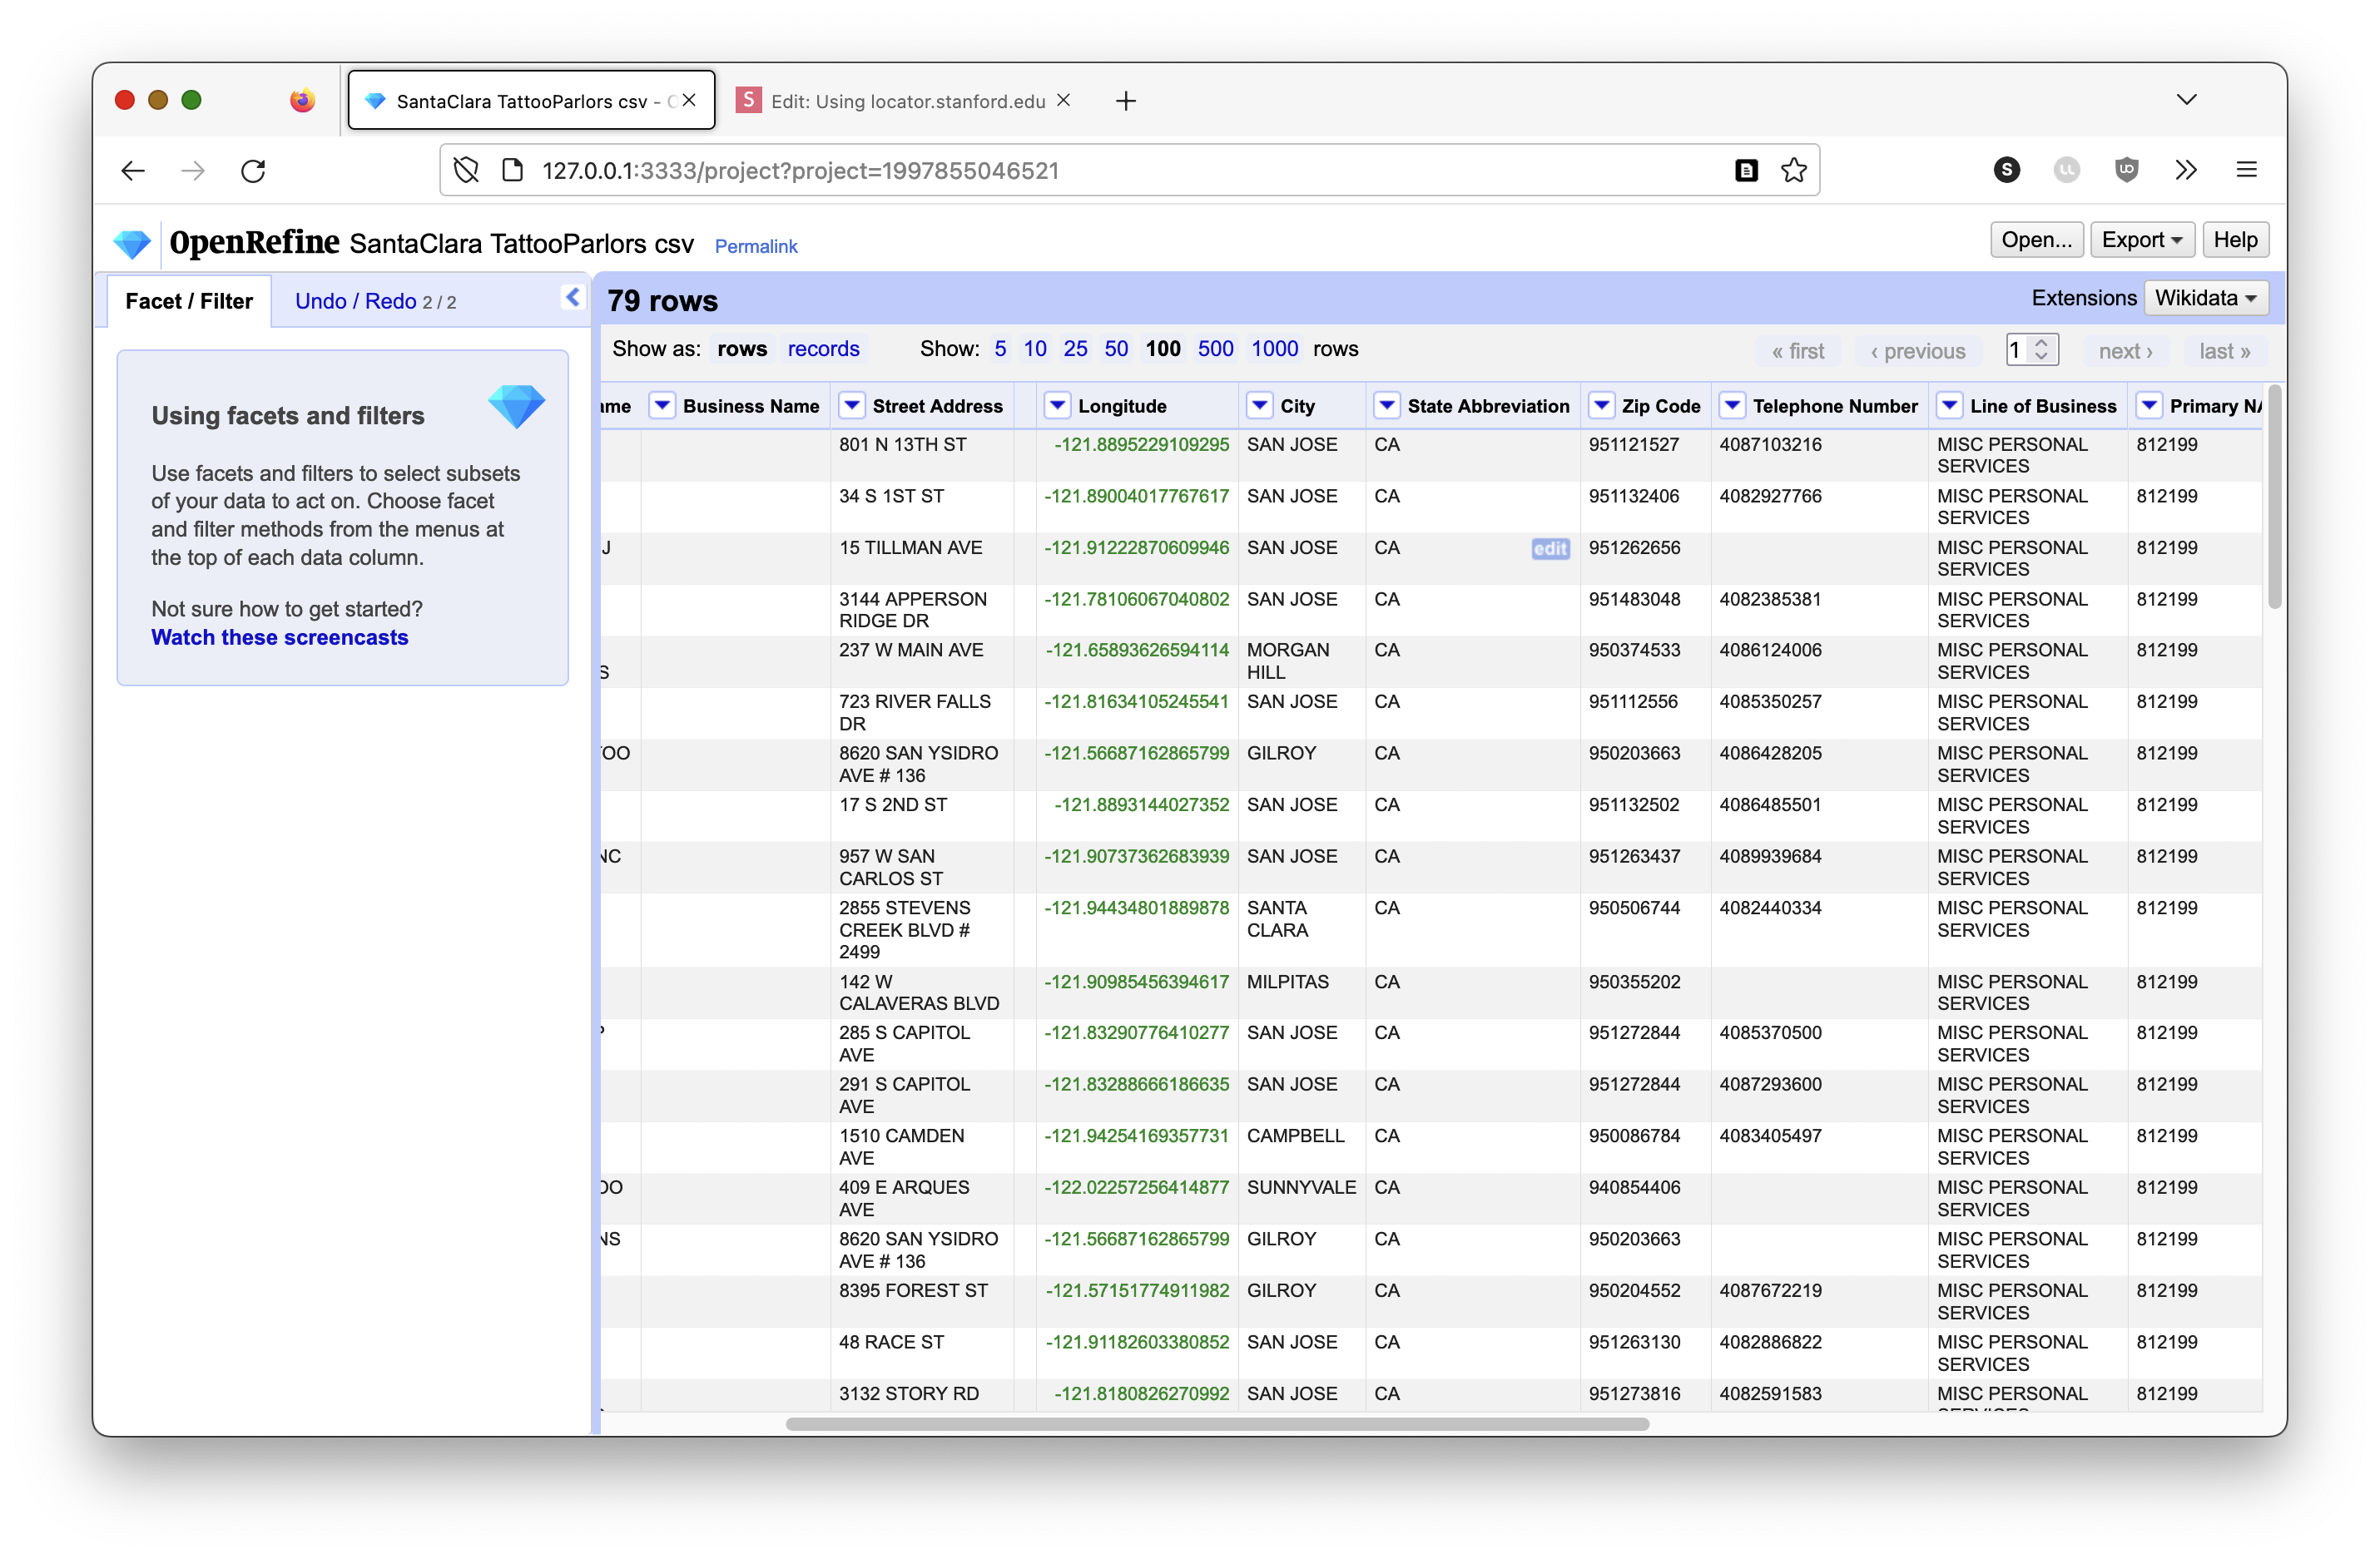 SantaClara TattooParlors csv -
Edit: Using locator.stanford.edu
127.0.0.1:3333/project?project=1997855046521
OpenRefine SantaClara TattooParlors csv Permalink
Open... Export Help
Facet / Filter Undo / Redo 2 / 2
79 rows
Extensions Wikidata
Show as: rows records Show: 5 10 25 50 100 500 1000 rows
« first ‹ previous 1 next › last »
Using facets and filters
Use facets and filters to select subsets
of your data to act on. Choose facet
and filter methods from the menus at
the top of each data column.
Not sure how to get started?
Watch these screencasts
Business Name Street Address Longitude City State Abbreviation Zip Code Telephone Number Line of Business Primary
801 N 13TH ST -121.8895229109295 SAN JOSE CA 951121527 4087103216 MISC PERSONAL 812199
SERVICES
34 S 1ST ST -121.89004017767617 SAN JOSE CA 951132406 4082927766 MISC PERSONAL 812199
SERVICES
J 15 TILLMAN AVE -121.91222870609946 SAN JOSE CA edit 951262656 MISC PERSONAL 812199
SERVICES
3144 APPERSON -121.78106067040802 SAN JOSE CA 951483048 4082385381 MISC PERSONAL 812199
RIDGE DR SERVICES
237 W MAIN AVE -121.65893626594114 MORGAN CA 950374533 4086124006 MISC PERSONAL 812199
S HILL SERVICES
723 RIVER FALLS -121.81634105245541 SAN JOSE CA 951112556 4085350257 MISC PERSONAL 812199
DR SERVICES
8620 SAN YSIDRO -121.56687162865799 GILROY CA 950203663 4086428205 MISC PERSONAL 812199
AVE # 136 SERVICES
17 S 2ND ST -121.8893144027352 SAN JOSE CA 951132502 4086485501 MISC PERSONAL 812199
SERVICES
957 W SAN -121.90737362683939 SAN JOSE CA 951263437 4089939684 MISC PERSONAL 812199
CARLOS ST SERVICES
2855 STEVENS -121.94434801889878 SANTA CA 950506744 4082440334 MISC PERSONAL 812199
CREEK BLVD # CLARA SERVICES
2499
142 W -121.90985456394617 MILPITAS CA 950355202 MISC PERSONAL 812199
CALAVERAS BLVD SERVICES
285 S CAPITOL -121.83290776410277 SAN JOSE CA 951272844 4085370500 MISC PERSONAL 812199
AVE SERVICES
291 S CAPITOL -121.83288666186635 SAN JOSE CA 951272844 4087293600 MISC PERSONAL 812199
AVE SERVICES
1510 CAMDEN -121.94254169357731 CAMPBELL CA 950086784 4083405497 MISC PERSONAL 812199
AVE SERVICES
409 E ARQUES -122.02257256414877 SUNNYVALE CA 940854406 MISC PERSONAL 812199
AVE SERVICES
8620 SAN YSIDRO -121.56687162865799 GILROY CA 950203663 MISC PERSONAL 812199
AVE # 136 SERVICES
8395 FOREST ST -121.57151774911982 GILROY CA 950204552 4087672219 MISC PERSONAL 812199
SERVICES
48 RACE ST -121.91182603380852 SAN JOSE CA 951263130 4082886822 MISC PERSONAL 812199
SERVICES
3132 STORY RD -121.8180826270992 SAN JOSE CA 951273816 4082591583 MISC PERSONAL 812199